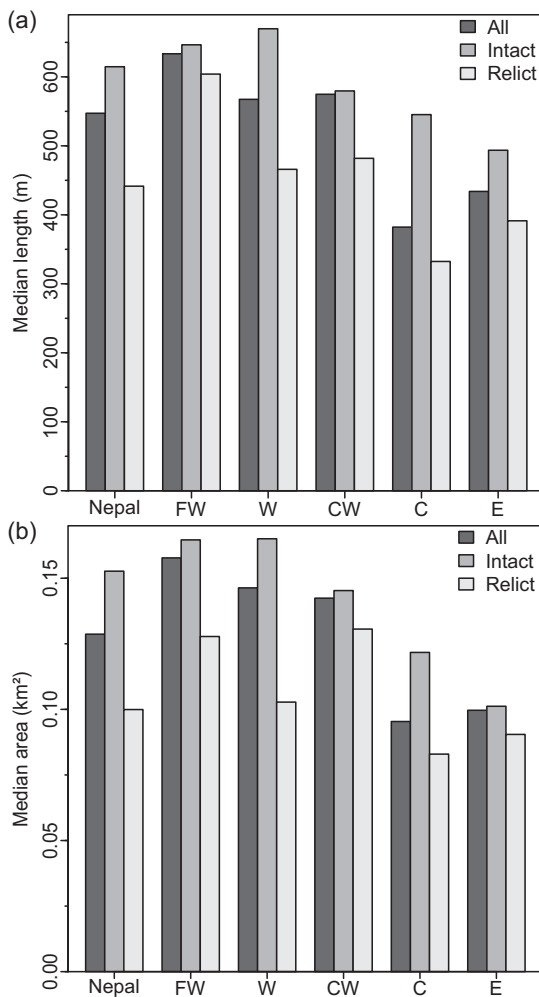 (a)
All
Intact
Relict
Median length (m)
600
500
400
300
200
100
0
Nepal FW W CW C E
(b)
All
Intact
Relict
Median area (km²)
0.15
0.10
0.05
0.00
Nepal FW W CW C E